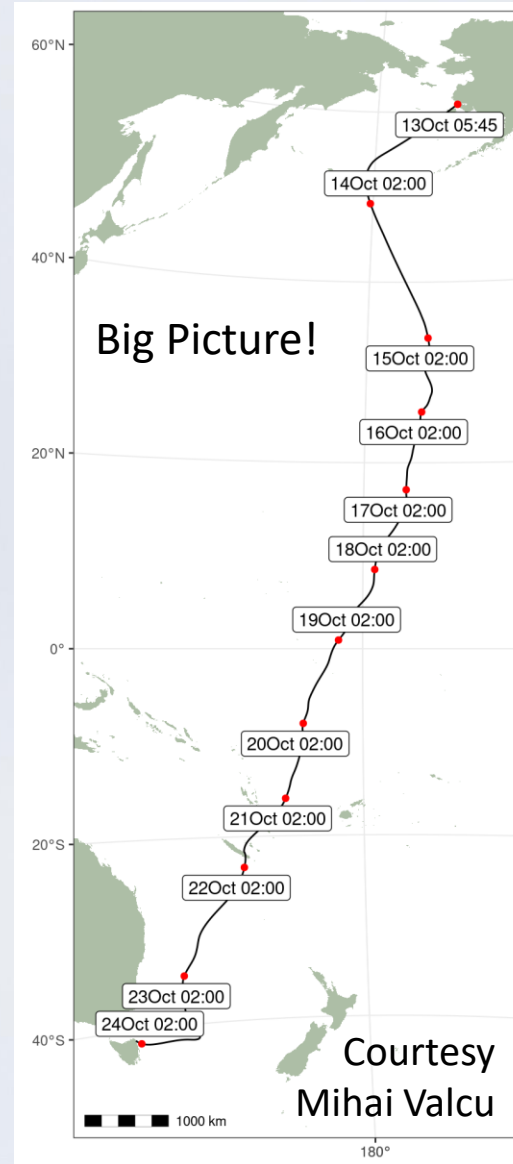 60°N
13Oct 05:45
14Oct 02:00
40°N
Big Picture!
15Oct 02:00
16Oct 02:00
20°N
17Oct 02:00
18Oct 02:00
19Oct 02:00
0°
20Oct 02:00
21Oct 02:00
20°S
22Oct 02:00
23Oct 02:00
24Oct 02:00
40°S
Courtesy
Mihai Valcu
1000 km
180°